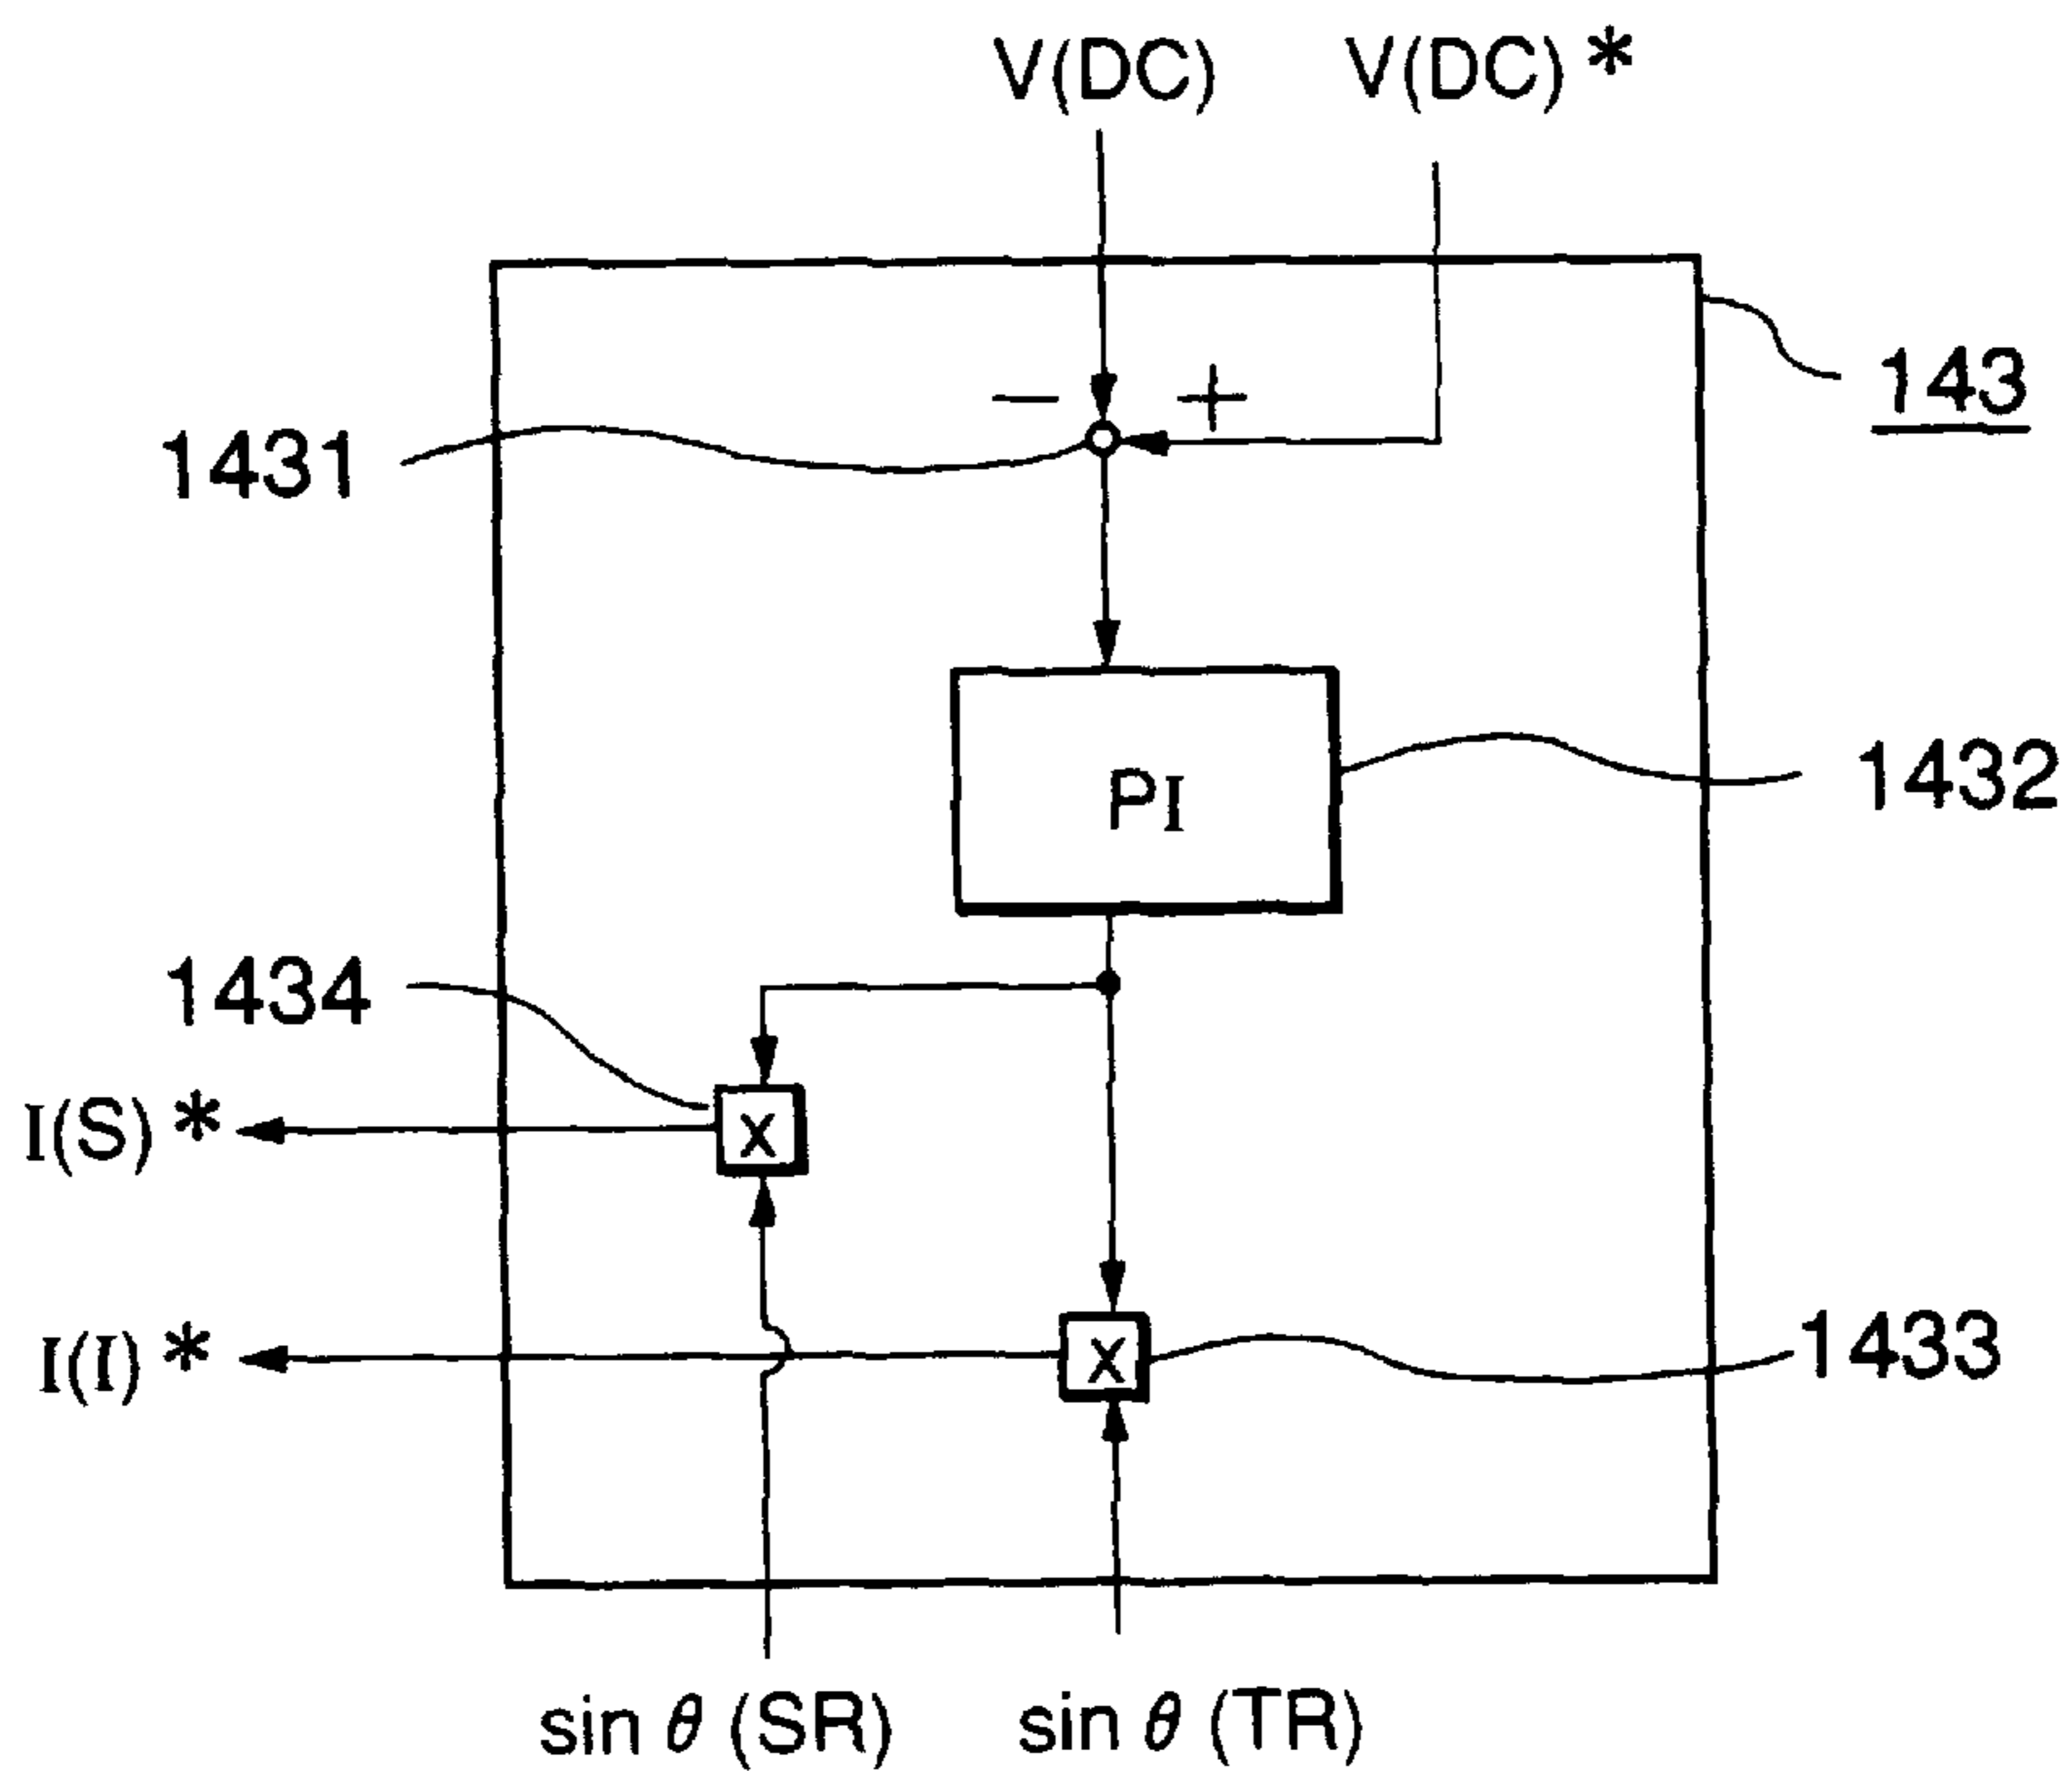 V(DC) V(DC)*
− +
143
1431
PI
1432
1434
I(S)*
X
I(I)*
X
1433
sin θ (SR) sin θ (TR)